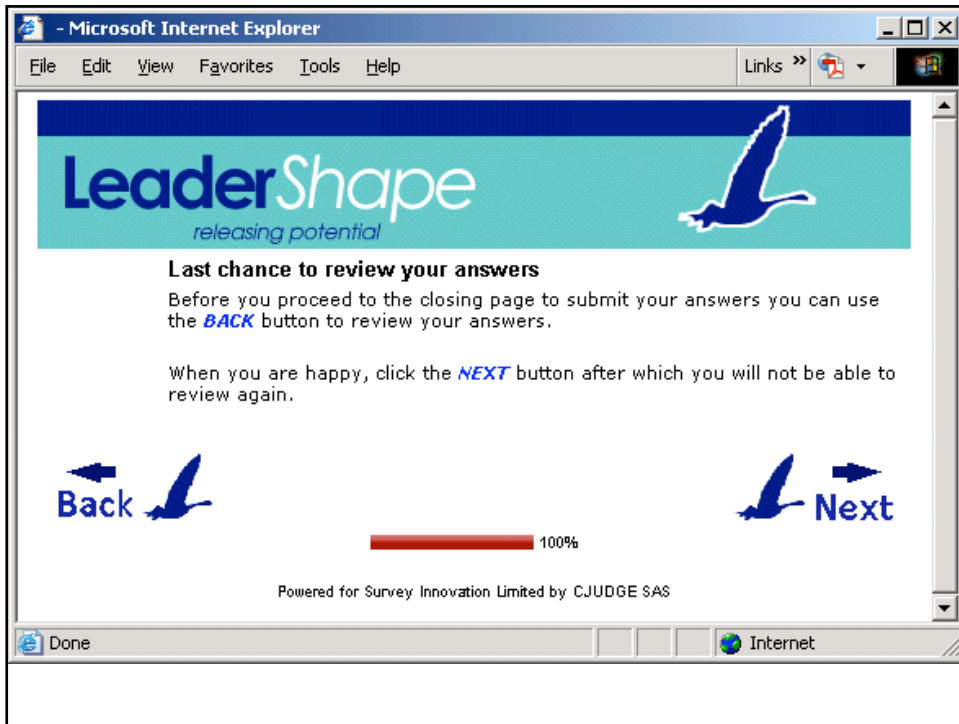 - Microsoft Internet Explorer
File Edit View Favorites Tools Help Links »
LeaderShape
releasing potential
Last chance to review your answers
Before you proceed to the closing page to submit your answers you can use
the BACK button to review your answers.
When you are happy, click the NEXT button after which you will not be able to
review again.
Back Next
100%
Powered for Survey Innovation Limited by CJUDGE SAS
Done Internet